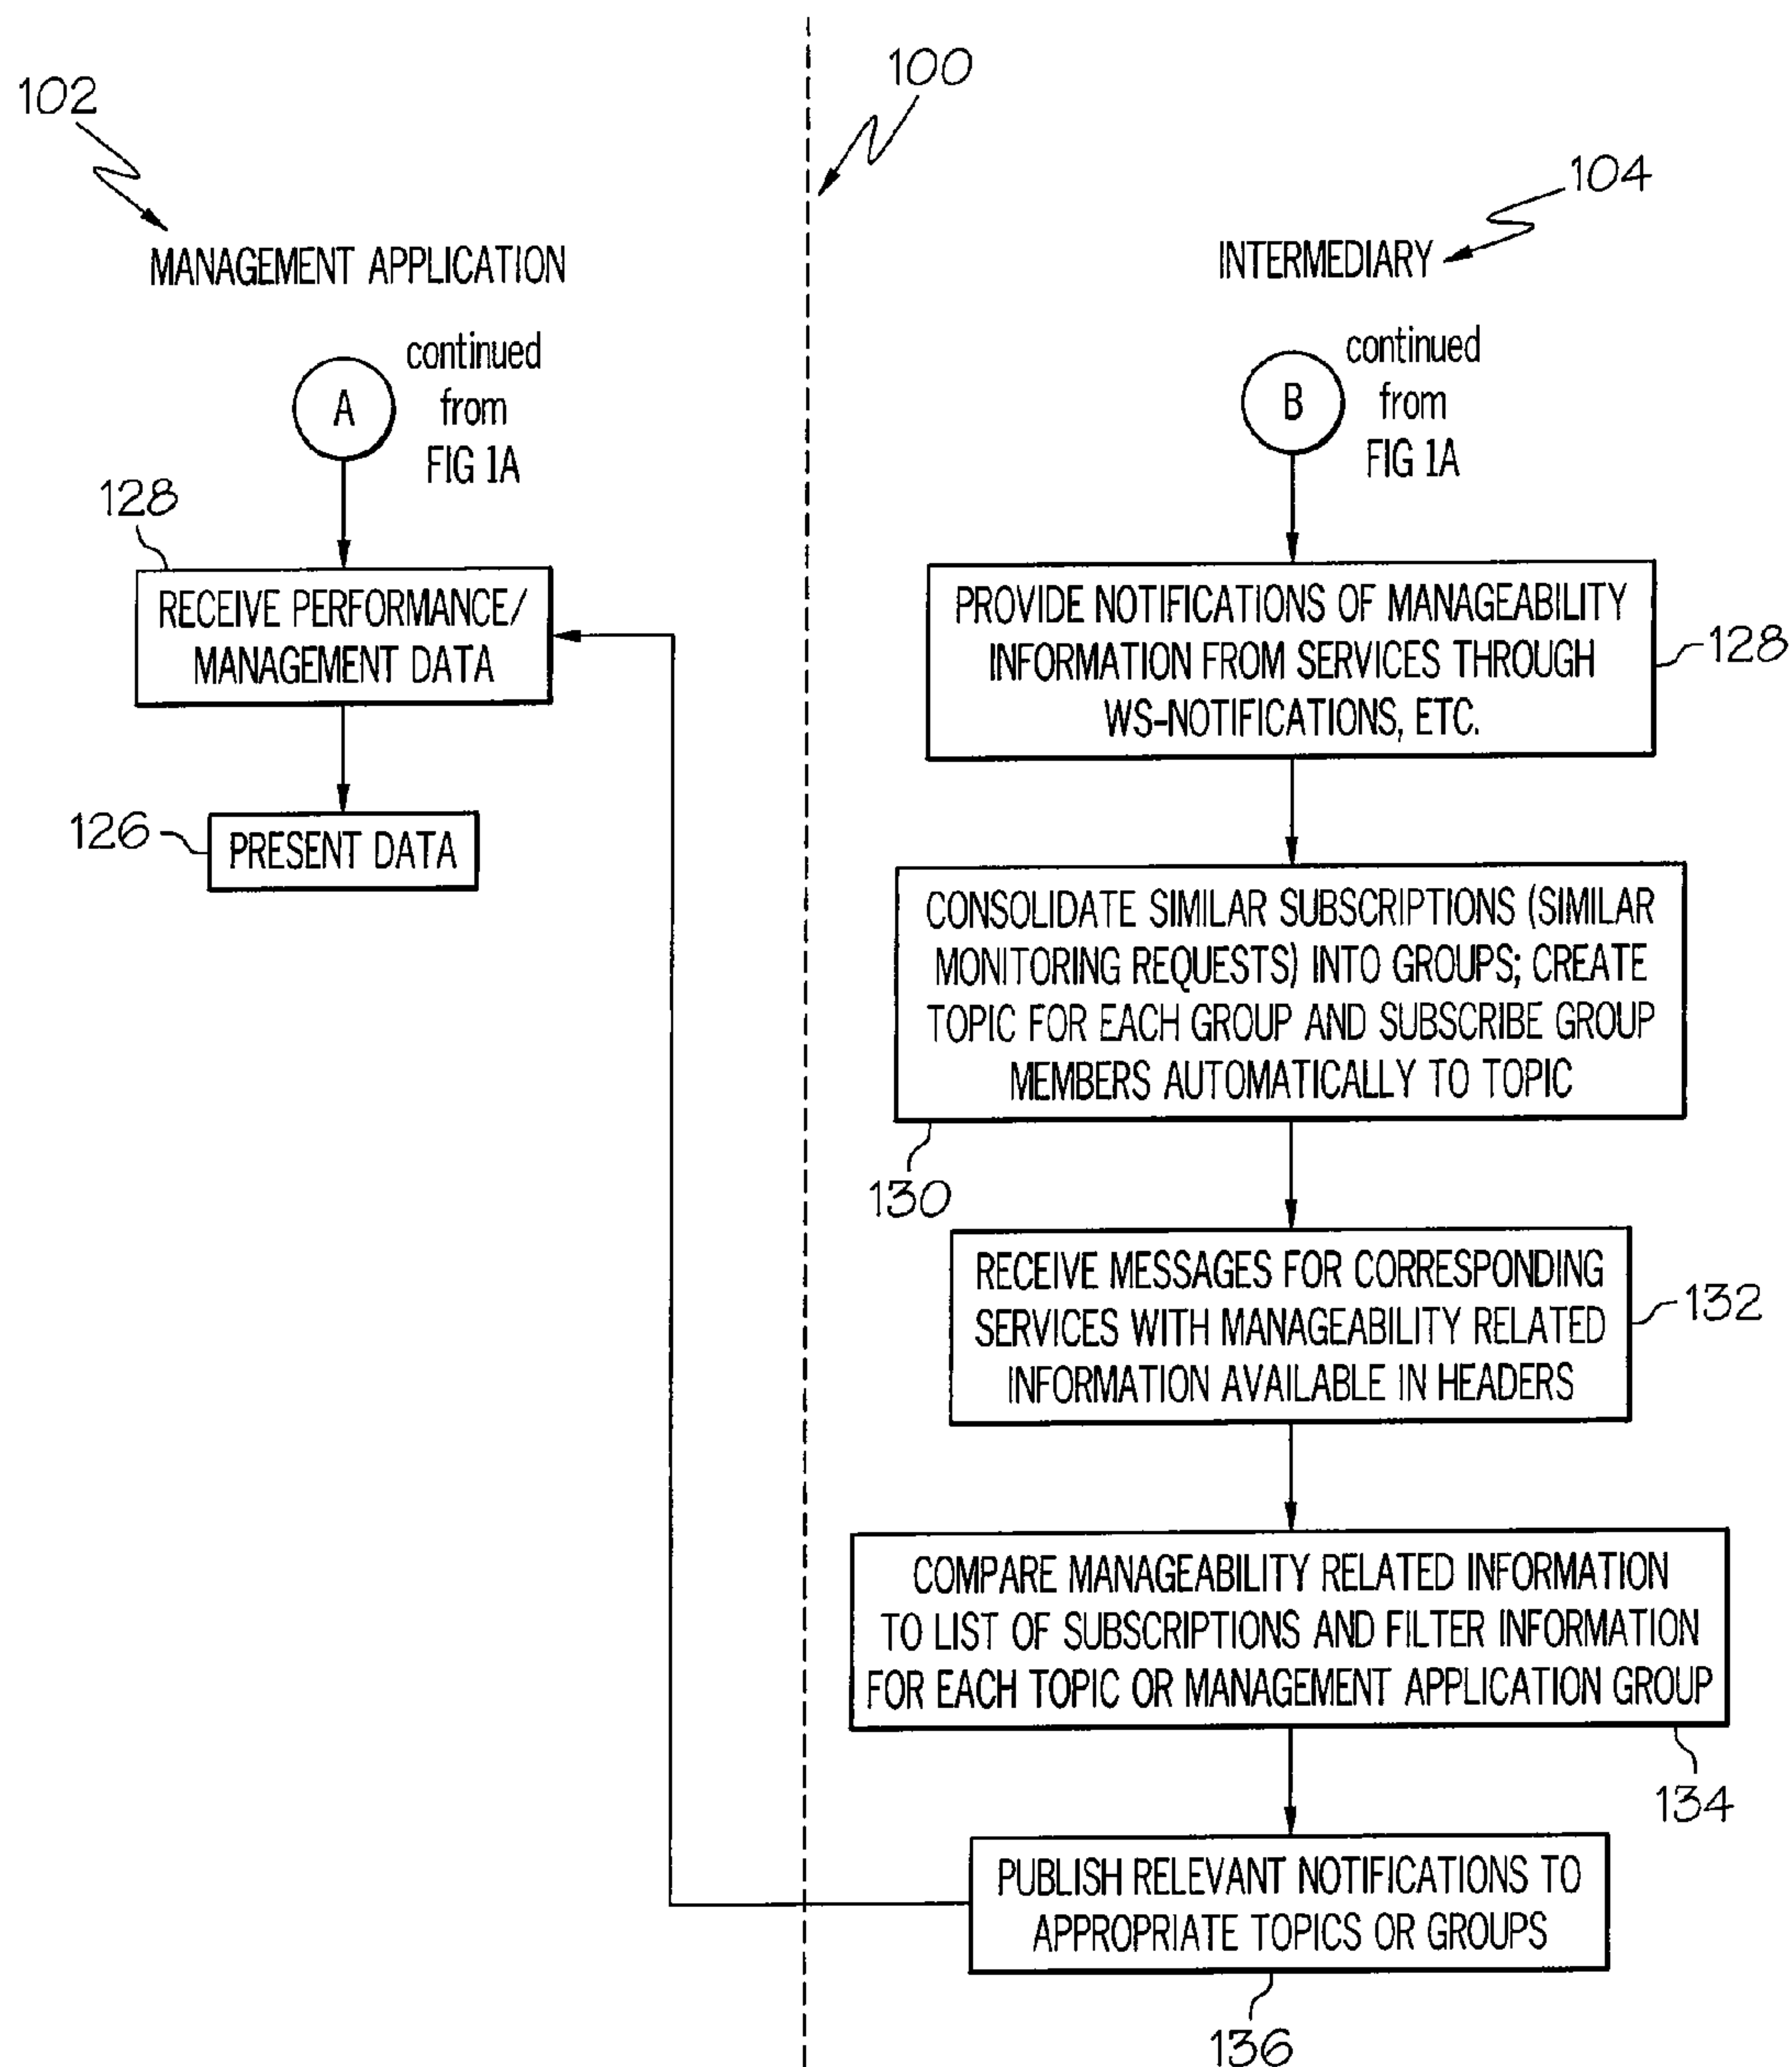 100
102
104
MANAGEMENT APPLICATION
A
continued
from
FIG 1A
128
RECEIVE PERFORMANCE/
MANAGEMENT DATA
126
PRESENT DATA
INTERMEDIARY
B
continued
from
FIG 1A
PROVIDE NOTIFICATIONS OF MANAGEABILITY
INFORMATION FROM SERVICES THROUGH
WS-NOTIFICATIONS, ETC.
128
CONSOLIDATE SIMILAR SUBSCRIPTIONS (SIMILAR
MONITORING REQUESTS) INTO GROUPS; CREATE
TOPIC FOR EACH GROUP AND SUBSCRIBE GROUP
MEMBERS AUTOMATICALLY TO TOPIC
130
RECEIVE MESSAGES FOR CORRESPONDING
SERVICES WITH MANAGEABILITY RELATED
INFORMATION AVAILABLE IN HEADERS
132
COMPARE MANAGEABILITY RELATED INFORMATION
TO LIST OF SUBSCRIPTIONS AND FILTER INFORMATION
FOR EACH TOPIC OR MANAGEMENT APPLICATION GROUP
134
PUBLISH RELEVANT NOTIFICATIONS TO
APPROPRIATE TOPICS OR GROUPS
136